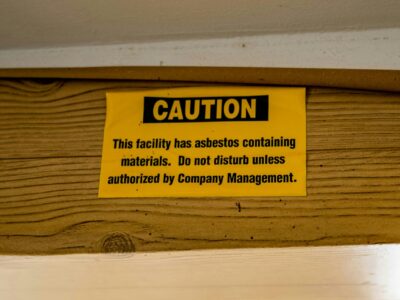 CAUTION
This facility has asbestos containing
materials. Do not disturb unless
authorized by Company Management.